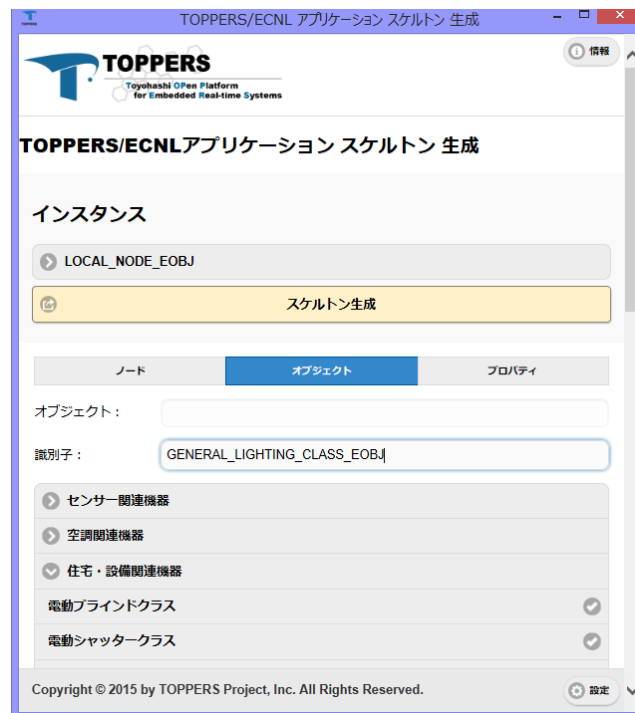 TOPPERS/ECNL アプリケーション スケルトン 生成
TOPPERS
Toyohashi OPen Platform
for Embedded Real-time Systems
情報
TOPPERS/ECNLアプリケーション スケルトン 生成
インスタンス
LOCAL_NODE_EOBJ
スケルトン生成
ノード
オブジェクト
プロパティ
オブジェクト：
識別子：
GENERAL_LIGHTING_CLASS_EOBJ
センサー関連機器
空調関連機器
住宅・設備関連機器
電動ブラインドクラス
電動シャッタークラス
Copyright © 2015 by TOPPERS Project, Inc. All Rights Reserved.
設定